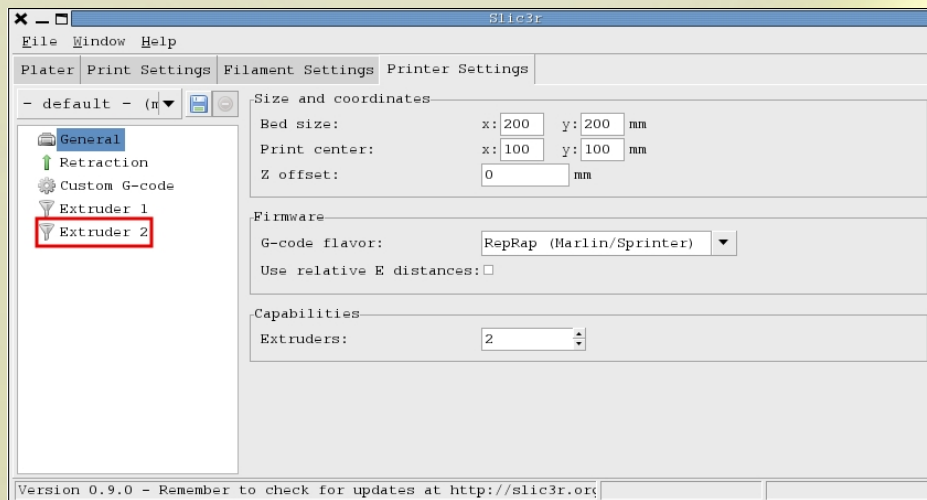 Slic3r
File Window Help
Plater Print Settings Filament Settings Printer Settings
- default - (m
General
Retraction
Custom G-code
Extruder 1
Extruder 2
Size and coordinates
Bed size: x: 200 y: 200 mm
Print center: x: 100 y: 100 mm
Z offset: 0 mm
Firmware
G-code flavor: RepRap (Marlin/Sprinter)
Use relative E distances:
Capabilities
Extruders: 2
Version 0.9.0 - Remember to check for updates at http://slic3r.org